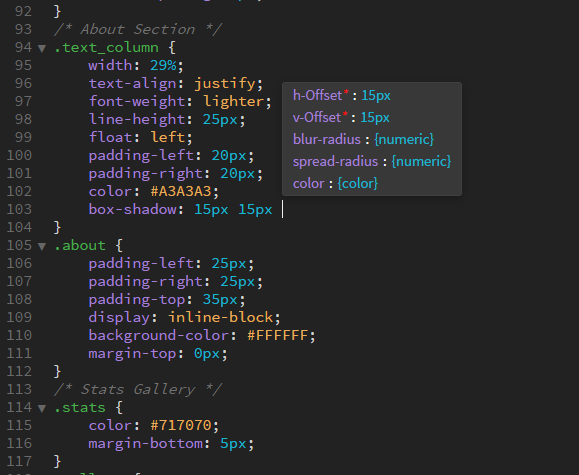 92 }
93 /* About Section */
94 .text_column {
95 width: 29%;
96 text-align: justify;
97 font-weight: lighter;
98 line-height: 25px;
99 float: left;
100 padding-left: 20px;
101 padding-right: 20px;
102 color: #A3A3A3;
103 box-shadow: 15px 15px
h-Offset* : 15px
v-Offset* : 15px
blur-radius : {numeric}
spread-radius : {numeric}
color : {color}
104 }
105 .about {
106 padding-left: 25px;
107 padding-right: 25px;
108 padding-top: 35px;
109 display: inline-block;
110 background-color: #FFFFFF;
111 margin-top: 0px;
112 }
113 /* Stats Gallery */
114 .stats {
115 color: #717070;
116 margin-bottom: 5px;
117 }